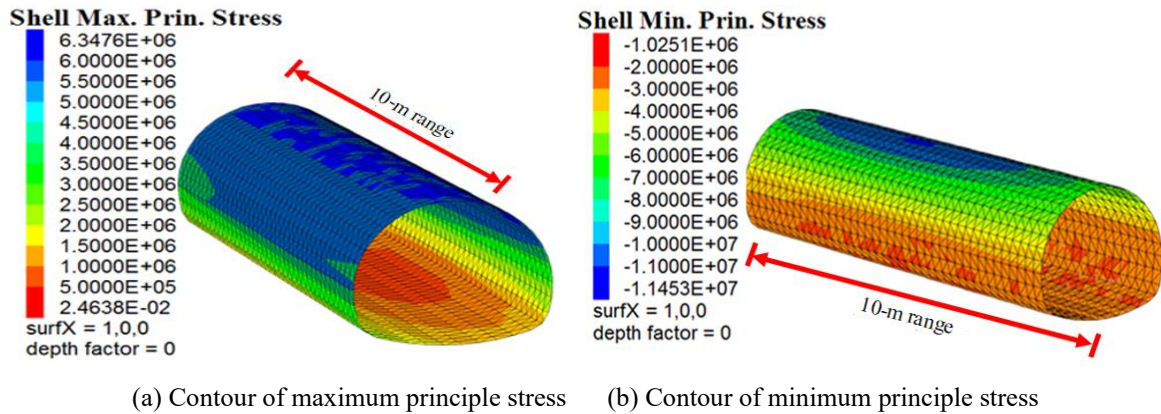 Shell Max. Prin. Stress
6.3476E+06
6.0000E+06
5.5000E+06
5.0000E+06
4.5000E+06
4.0000E+06
3.5000E+06
3.0000E+06
2.5000E+06
2.0000E+06
1.5000E+06
1.0000E+06
5.0000E+05
2.4638E-02
surfX = 1,0,0
depth factor = 0
10-m range
(a) Contour of maximum principle stress
Shell Min. Prin. Stress
-1.0251E+06
-2.0000E+06
-3.0000E+06
-4.0000E+06
-5.0000E+06
-6.0000E+06
-7.0000E+06
-8.0000E+06
-9.0000E+06
-1.0000E+07
-1.1000E+07
-1.1453E+07
surfX = 1,0,0
depth factor = 0
10-m range
(b) Contour of minimum principle stress